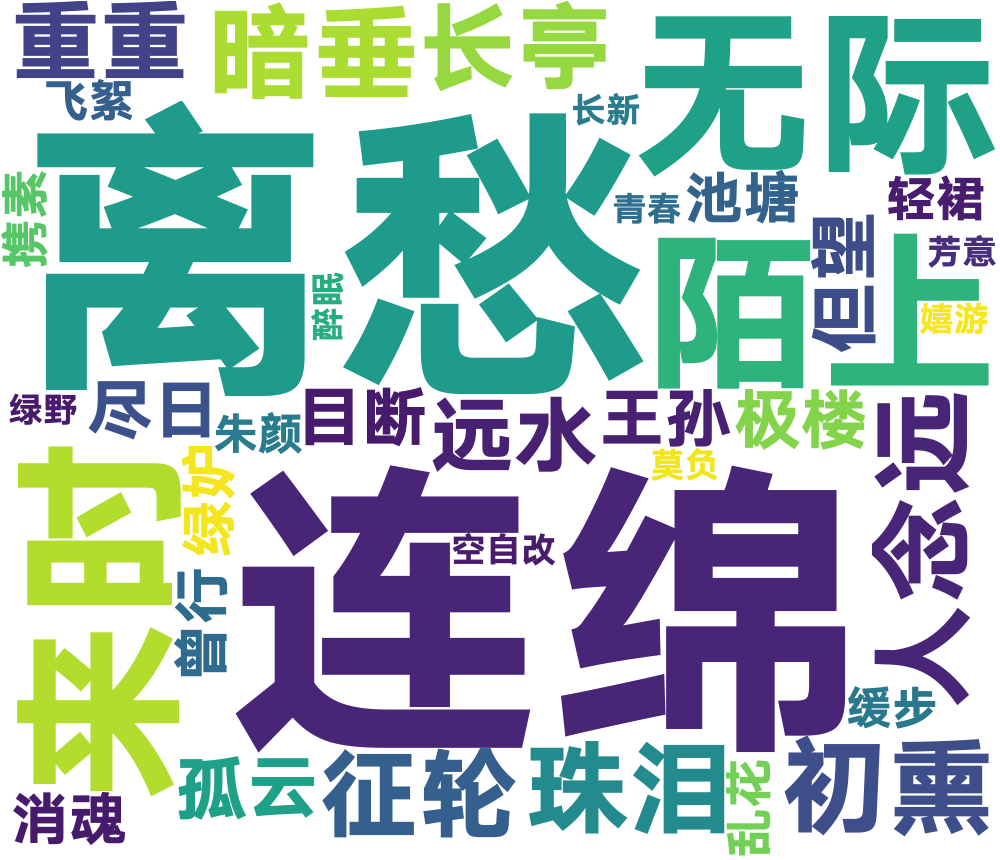 重重
暗垂
长亭
无际
飞絮
离愁
长新
携素
青春
池塘
轻裙
芳意
陌上
但望
嬉游
醉眠
绿野
尽日
朱颜
目断
远水
王孙
极楼
人念远
来时
绿妒
莫负
连绵
空自改
曾行
缓步
消魂
孤云
征轮
珠泪
乱花
初熏